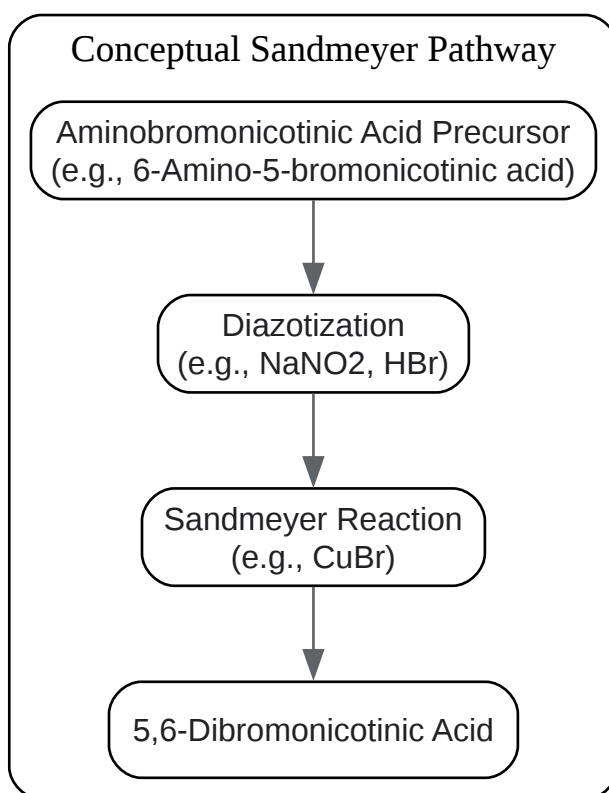 Conceptual Sandmeyer Pathway
Aminobromonicotinic Acid Precursor
(e.g., 6-Amino-5-bromonicotinic acid)
Diazotization
(e.g., NaNO2, HBr)
Sandmeyer Reaction
(e.g., CuBr)
5,6-Dibromonicotinic Acid